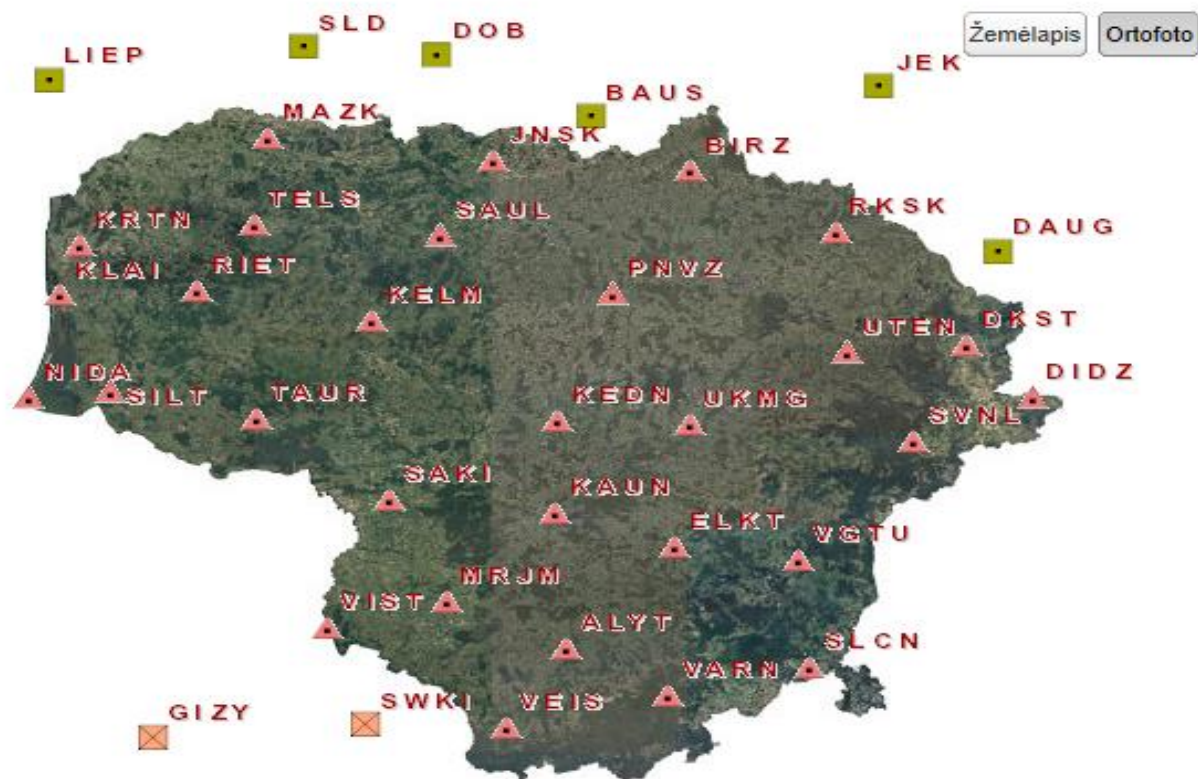 SLD
DOB
Žemėlapis
Ortofoto
LIEP
JEK
BAUS
MAZK
JNSK
BIRZ
TELS
SAUL
RKSK
KRTN
DAUG
KLAI
RIET
PNVZ
KELM
UTEN
DKST
NIDA
SILT
TAUR
KEDN
UKMG
DIDZ
SVNL
SAKI
KAUN
ELKT
VGTU
MRJM
VIST
ALYT
SLCN
VARN
GIZY
SWKI
VEIS